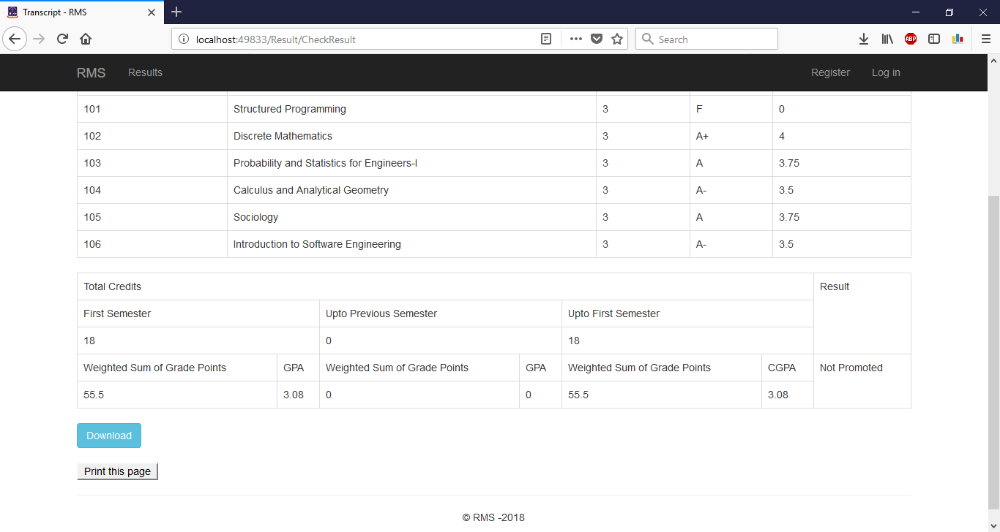 Transcript - RMS
localhost:49833/Result/CheckResult
Search
ABP
RMS Results Register Log in
101 Structured Programming 3 F 0
102 Discrete Mathematics 3 A+ 4
103 Probability and Statistics for Engineers-I 3 A 3.75
104 Calculus and Analytical Geometry 3 A- 3.5
105 Sociology 3 A 3.75
106 Introduction to Software Engineering 3 A- 3.5
Total Credits Result
First Semester Upto Previous Semester Upto First Semester
18 0 18
Weighted Sum of Grade Points GPA Weighted Sum of Grade Points GPA Weighted Sum of Grade Points CGPA Not Promoted
55.5 3.08 0 0 55.5 3.08
Download
Print this page
© RMS -2018